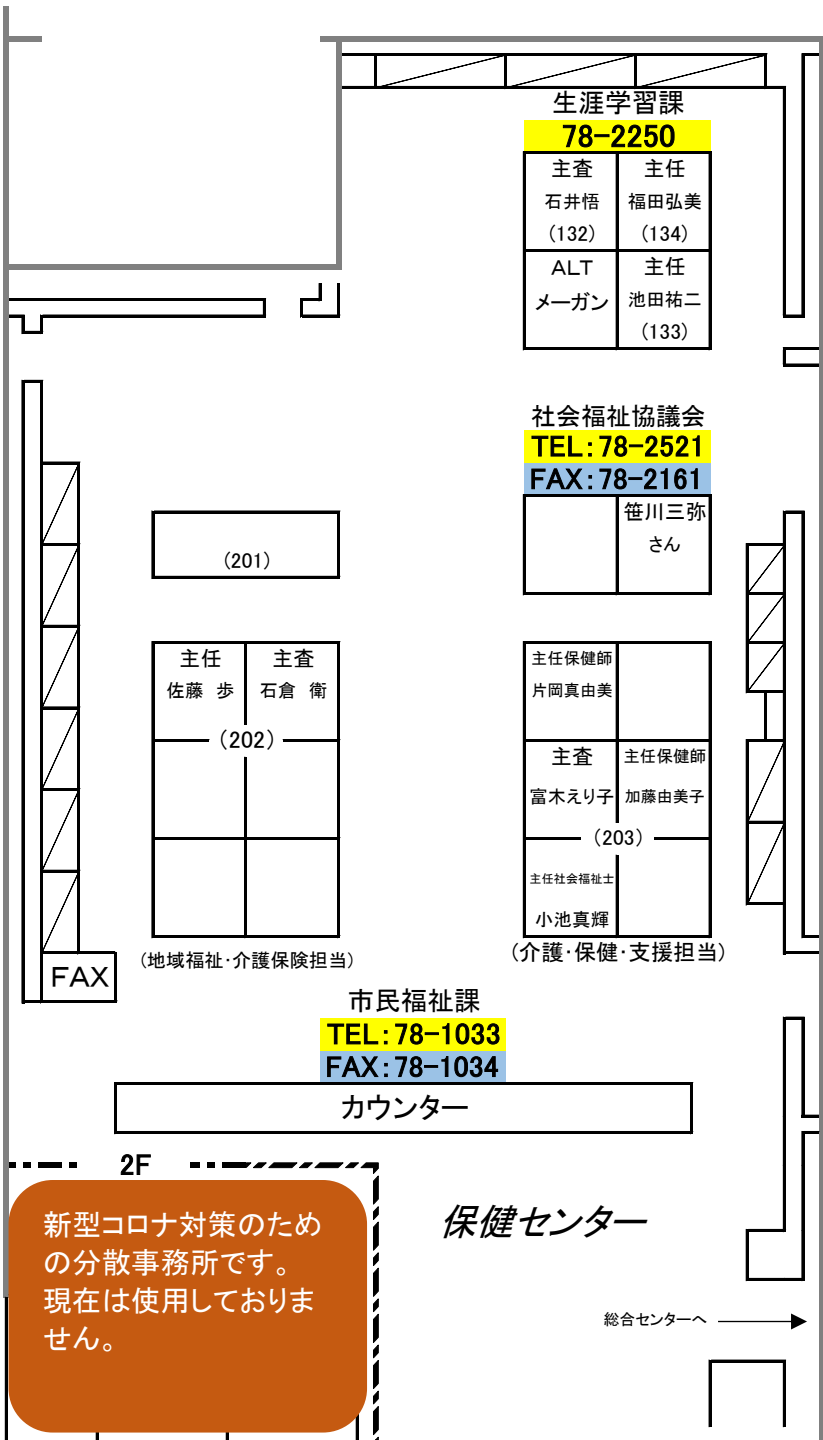 生涯学習課
78-2250
主査 主任
石井悟 福田弘美
(132) (134)
ALT 主任
メーガン 池田祐二
(133)
社会福祉協議会
TEL:78-2521
FAX:78-2161
笹川三弥
さん
(201)
主任 主査
佐藤 歩 石倉 衛
(202)
主任保健師
片岡真由美
主査 主任保健師
富木えり子 加藤由美子
(203)
主任社会福祉士
小池真輝
(地域福祉・介護保険担当)
(介護・保健・支援担当)
FAX
市民福祉課
TEL:78-1033
FAX:78-1034
カウンター
2F
新型コロナ対策のため
の分散事務所です。
現在は使用しておりま
せん。
保健センター
総合センターへ